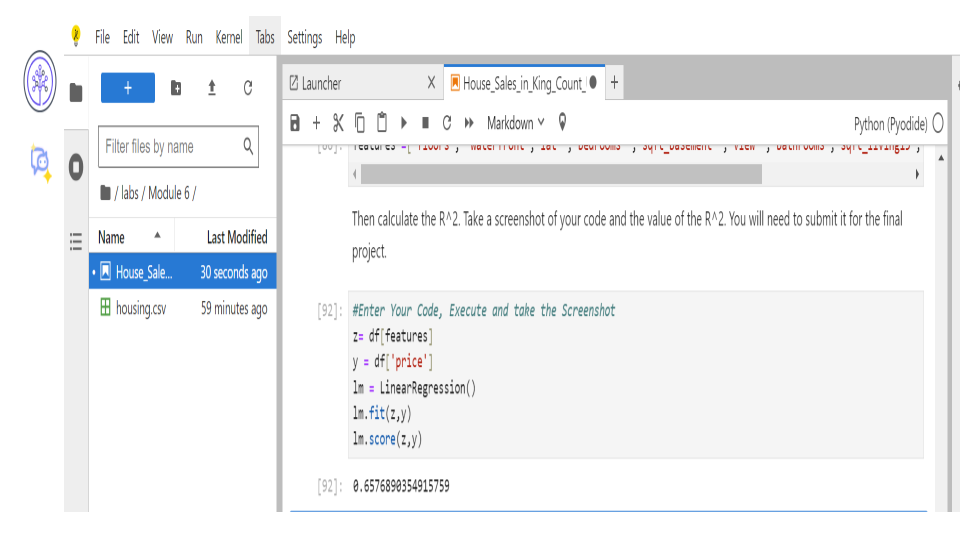 File Edit View Run Kernel Tabs Settings Help
Launcher
House_Sales_in_King_Count_
Markdown
Python (Pyodide)
Filter files by name
/ labs / Module 6 /
Name Last Modified
House_Sale... 30 seconds ago
housing.csv 59 minutes ago
Then calculate the R^2. Take a screenshot of your code and the value of the R^2. You will need to submit it for the final
project.
[92]: #Enter Your Code, Execute and take the Screenshot
z= df[features]
y = df['price']
lm = LinearRegression()
lm.fit(z,y)
lm.score(z,y)
[92]: 0.6576890354915759